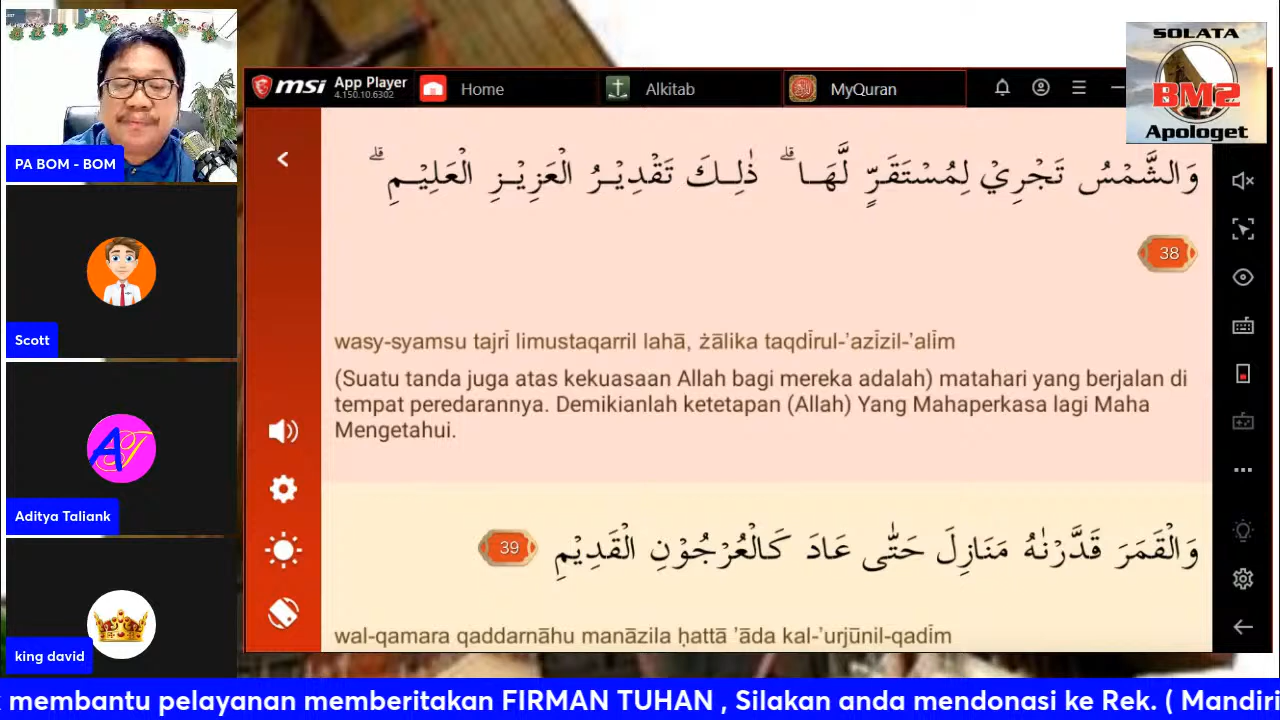 PA BOM - BOM
Scott
Aditya Taliank
king david
msi App Player
4.150.10.6302
Home
Alkitab
MyQuran
SOLATA
BM2
Apologet
وَالشَّمْسُ تَجْرِيْ لِمُسْتَقَرٍّ لَّهَا ۗ ذٰلِكَ تَقْدِيْرُ الْعَزِيْزِ الْعَلِيْمِ ۗ
38
wasy-syamsu tajrī limustaqarril lahā, żālika taqdīrul-’azīzil-’alīm
(Suatu tanda juga atas kekuasaan Allah bagi mereka adalah) matahari yang berjalan di
tempat peredarannya. Demikianlah ketetapan (Allah) Yang Mahaperkasa lagi Maha
Mengetahui.
وَالْقَمَرَ قَدَّرْنٰهُ مَنَازِلَ حَتّٰى عَادَ كَالْعُرْجُوْنِ الْقَدِيْمِ
39
wal-qamara qaddarnāhu manāzila ḥattā ’āda kal-’urjūnil-qadīm
membantu pelayanan memberitakan FIRMAN TUHAN , Silakan anda mendonasi ke Rek. ( Mandiri